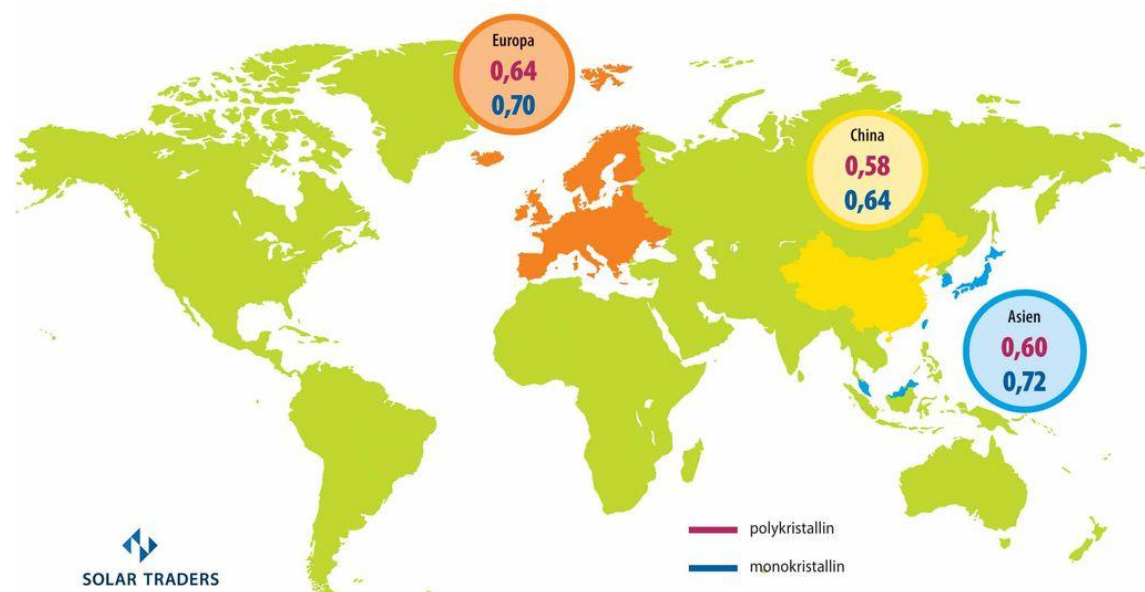 Europa
0,64
0,70
China
0,58
0,64
Asien
0,60
0,72
polykristallin
monokristallin
SOLAR TRADERS